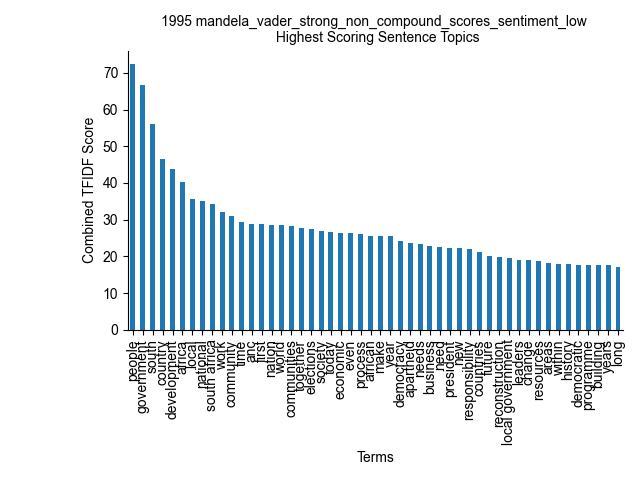 1995 mandela_vader_strong_non_compound_scores_sentiment_low
Highest Scoring Sentence Topics
Combined TFIDF Score
70
60
50
40
30
20
10
0
people
government
south
country
development
africa
local
national
south africa
work
community
time
anc
first
nation
world
communities
together
elections
society
today
economic
even
process
african
make
year
democracy
apartheid
needs
business
need
president
new
responsibility
countries
future
reconstruction
local government
leaders
change
resources
areas
within
history
democratic
programme
building
years
long
Terms